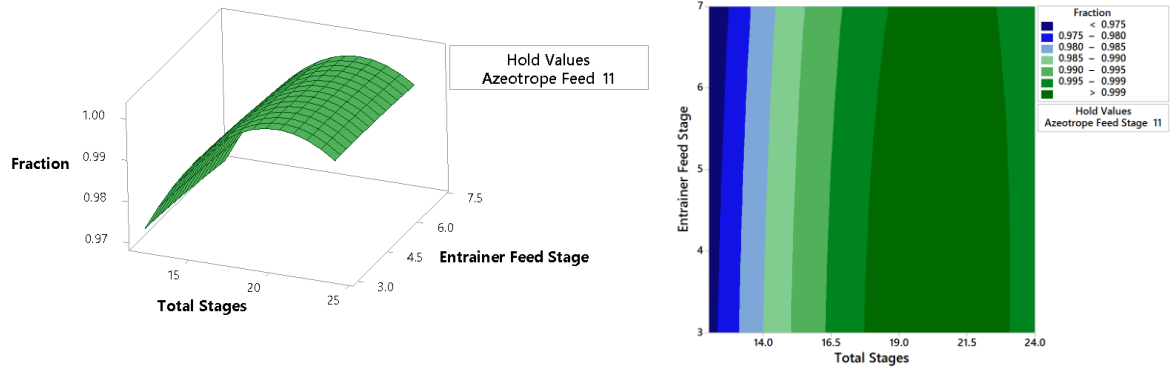 Hold Values
Azeotrope Feed 11
1.00
0.99
0.98
0.97
Fraction
15
20
25
Total Stages
3.0
4.5
6.0
7.5
Entrainer Feed Stage
7
6
5
4
3
Entrainer Feed Stage
14.0
16.5
19.0
21.5
24.0
Total Stages
Fraction
< 0.975
0.975 – 0.980
0.980 – 0.985
0.985 – 0.990
0.990 – 0.995
0.995 – 0.999
> 0.999
Hold Values
Azeotrope Feed Stage 11